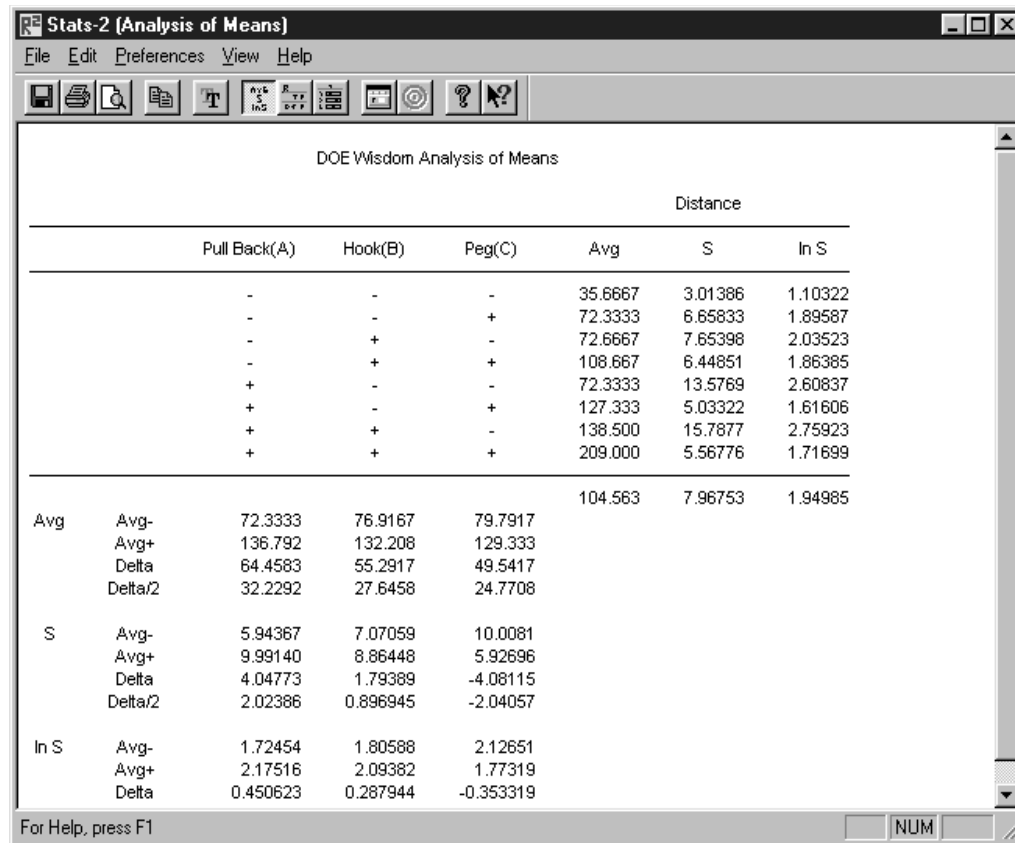 Stats-2 (Analysis of Means)
File Edit Preferences View Help
DOE Wisdom Analysis of Means
Distance
Pull Back(A) Hook(B) Peg(C) Avg S ln S
- - - 35.6667 3.01386 1.10322
- - + 72.3333 6.65833 1.89587
- + - 72.6667 7.65398 2.03523
- + + 108.667 6.44851 1.86385
+ - - 72.3333 13.5769 2.60837
+ - + 127.333 5.03322 1.61606
+ + - 138.500 15.7877 2.75923
+ + + 209.000 5.56776 1.71699
104.563 7.96753 1.94985
Avg Avg- 72.3333 76.9167 79.7917
Avg+ 136.792 132.208 129.333
Delta 64.4583 55.2917 49.5417
Delta/2 32.2292 27.6458 24.7708
S Avg- 5.94367 7.07059 10.0081
Avg+ 9.99140 8.86448 5.92696
Delta 4.04773 1.79389 -4.08115
Delta/2 2.02386 0.896945 -2.04057
ln S Avg- 1.72454 1.80588 2.12651
Avg+ 2.17516 2.09382 1.77319
Delta 0.450623 0.287944 -0.353319
For Help, press F1 NUM